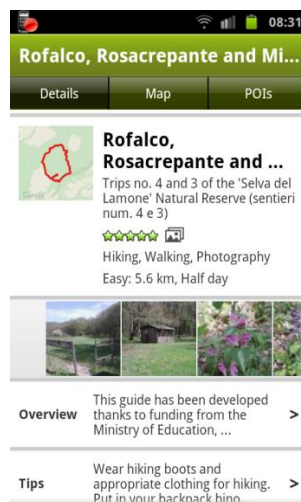 08:31
Rofalco, Rosacrepante and Mi...
Details
Map
POIs
Rofalco,
Rosacrepante and ...
Trips no. 4 and 3 of the 'Selva del
Lamone' Natural Reserve (sentieri
num. 4 e 3)
Hiking, Walking, Photography
Easy: 5.6 km, Half day
Overview
This guide has been developed
thanks to funding from the
Ministry of Education, ...
>
Tips
Wear hiking boots and
appropriate clothing for hiking.
Put in your backpack bino
>